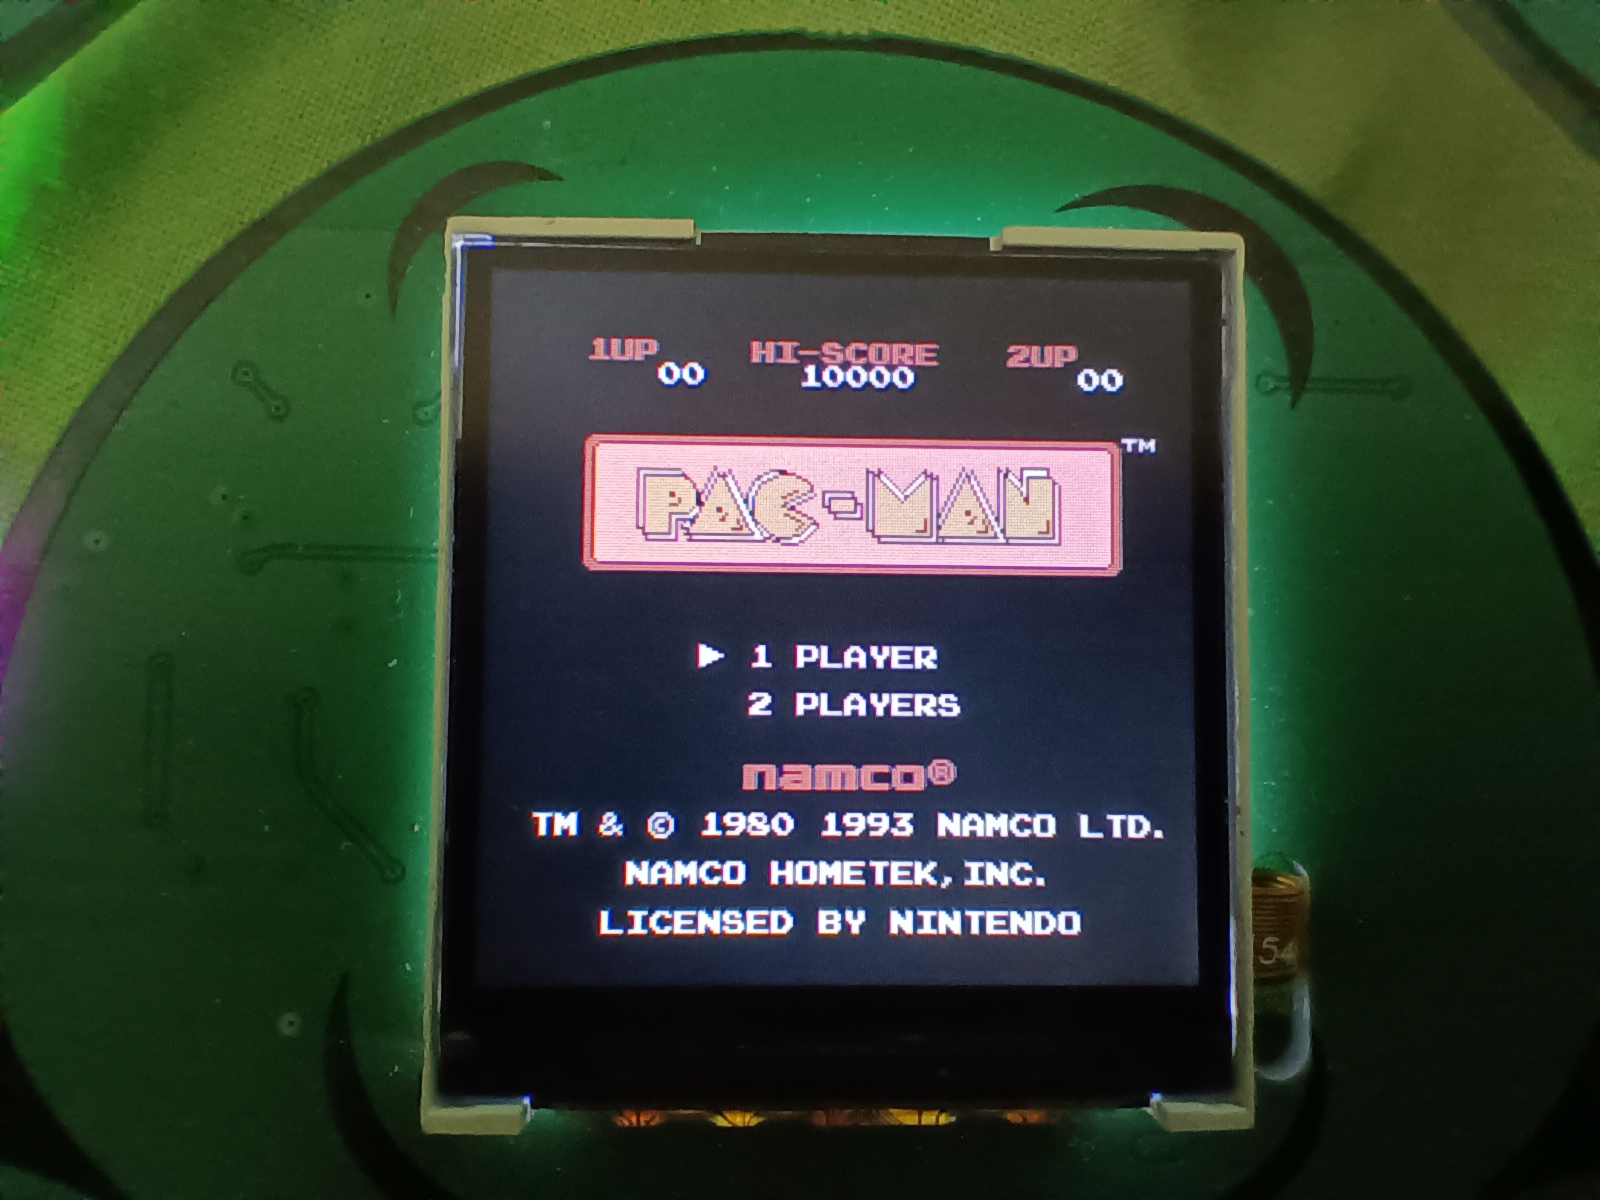 1UP HI-SCORE 2UP
00 10000 00
PAC-MAN TM
▶ 1 PLAYER
2 PLAYERS
namco®
TM & © 1980 1993 NAMCO LTD.
NAMCO HOMETEK, INC.
LICENSED BY NINTENDO
54